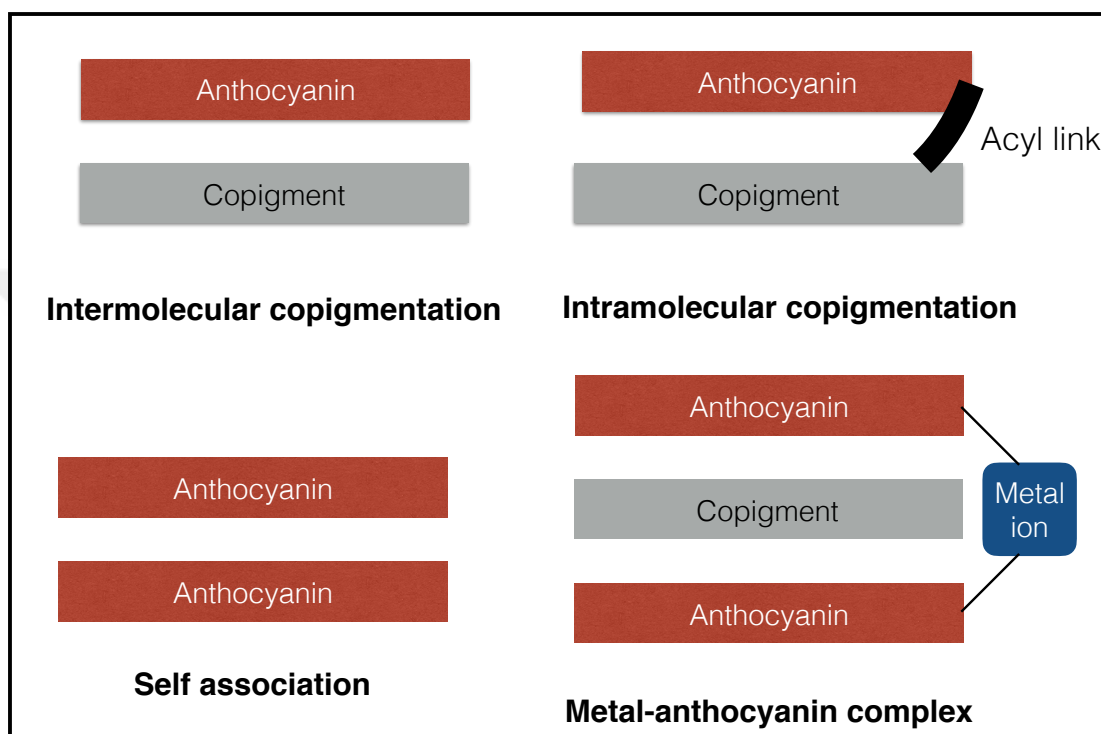 Anthocyanin
Copigment
Intermolecular copigmentation
Anthocyanin
Acyl link
Copigment
Intramolecular copigmentation
Anthocyanin
Anthocyanin
Self association
Anthocyanin
Copigment
Metal
ion
Anthocyanin
Metal-anthocyanin complex